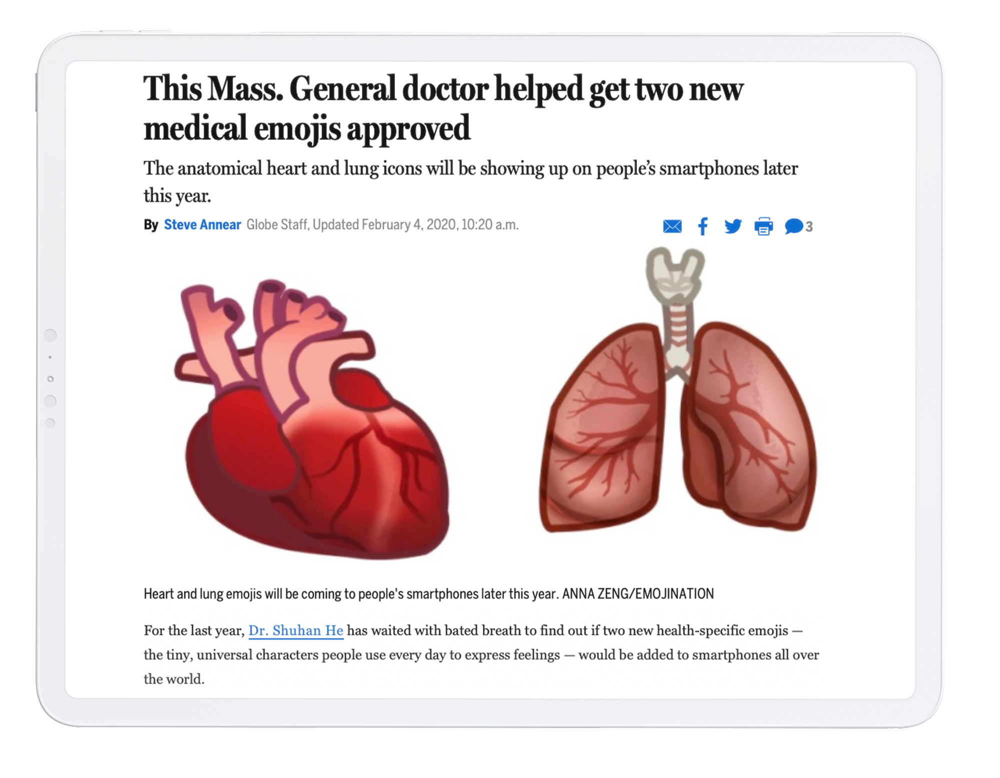 This Mass. General doctor helped get two new
medical emojis approved
The anatomical heart and lung icons will be showing up on people’s smartphones later
this year.
By Steve Annear Globe Staff, Updated February 4, 2020, 10:20 a.m.
3
Heart and lung emojis will be coming to people's smartphones later this year. ANNA ZENG/EMOJINATION
For the last year, Dr. Shuhan He has waited with bated breath to find out if two new health-specific emojis —
the tiny, universal characters people use every day to express feelings — would be added to smartphones all over
the world.